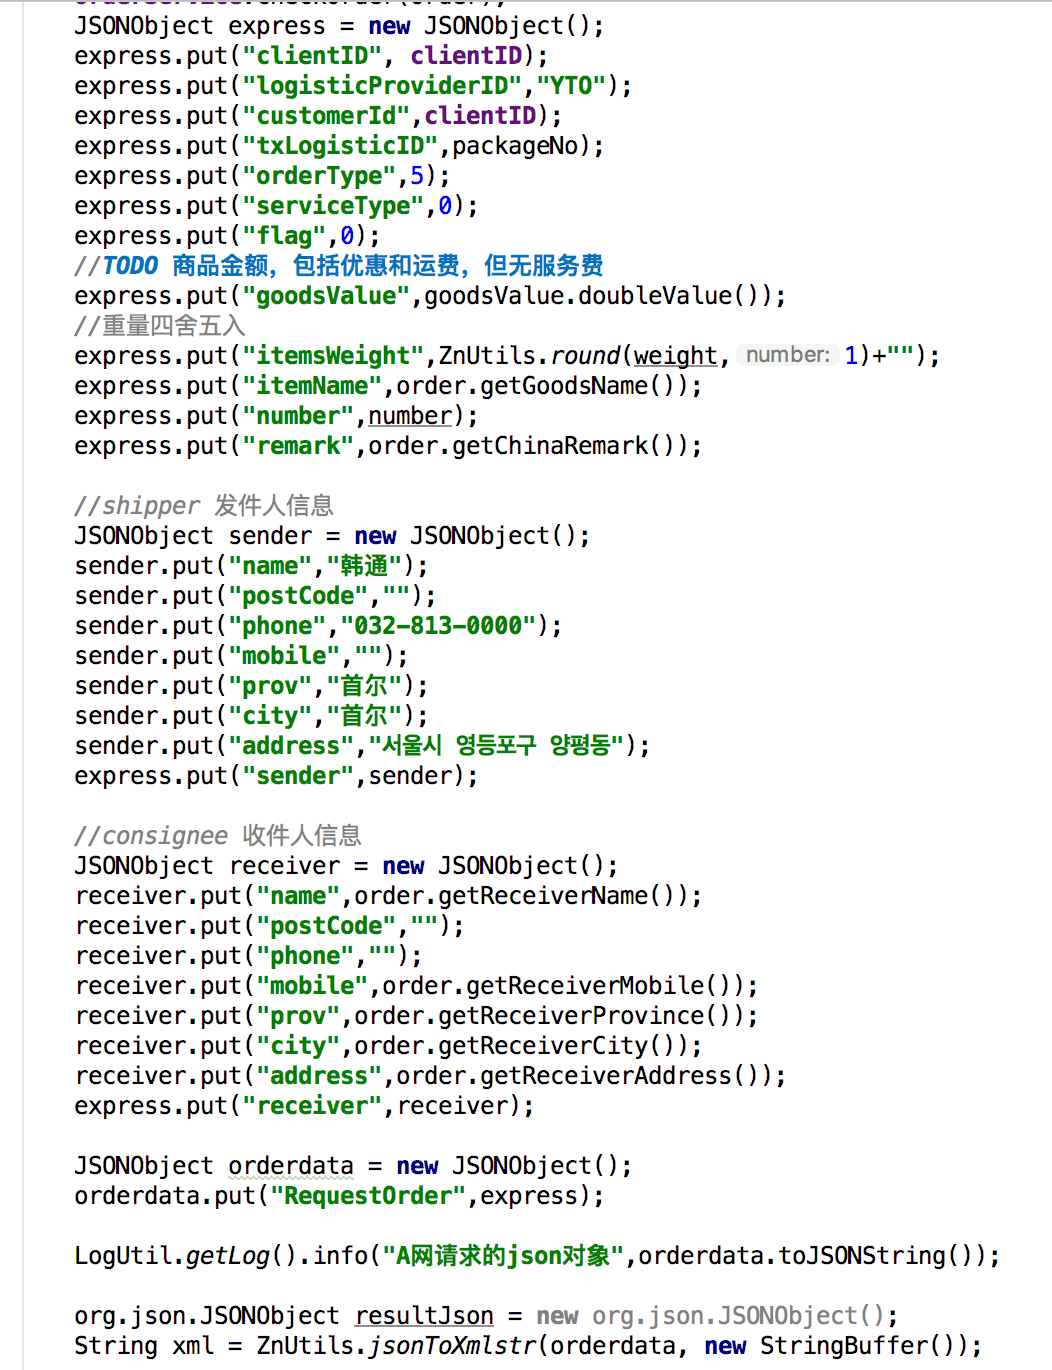 JSONObject express = new JSONObject();
express.put("clientID", clientID);
express.put("logisticProviderID","YTO");
express.put("customerId",clientID);
express.put("txLogisticID",packageNo);
express.put("orderType",5);
express.put("serviceType",0);
express.put("flag",0);
//TODO 商品金额，包括优惠和运费，但无服务费
express.put("goodsValue",goodsValue.doubleValue());
//重量四舍五入
express.put("itemsWeight",ZnUtils.round(weight, number: 1)+"");
express.put("itemName",order.getGoodsName());
express.put("number",number);
express.put("remark",order.getChinaRemark());
//shipper 发件人信息
JSONObject sender = new JSONObject();
sender.put("name","韩通");
sender.put("postCode","");
sender.put("phone","032-813-0000");
sender.put("mobile","");
sender.put("prov","首尔");
sender.put("city","首尔");
sender.put("address","서울시 영등포구 양평동");
express.put("sender",sender);
//consignee 收件人信息
JSONObject receiver = new JSONObject();
receiver.put("name",order.getReceiverName());
receiver.put("postCode","");
receiver.put("phone","");
receiver.put("mobile",order.getReceiverMobile());
receiver.put("prov",order.getReceiverProvince());
receiver.put("city",order.getReceiverCity());
receiver.put("address",order.getReceiverAddress());
express.put("receiver",receiver);
JSONObject orderdata = new JSONObject();
orderdata.put("RequestOrder",express);
LogUtil.getLog().info("A网请求的json对象",orderdata.toJSONString());
org.json.JSONObject resultJson = new org.json.JSONObject();
String xml = ZnUtils.jsonToXmlstr(orderdata, new StringBuffer());